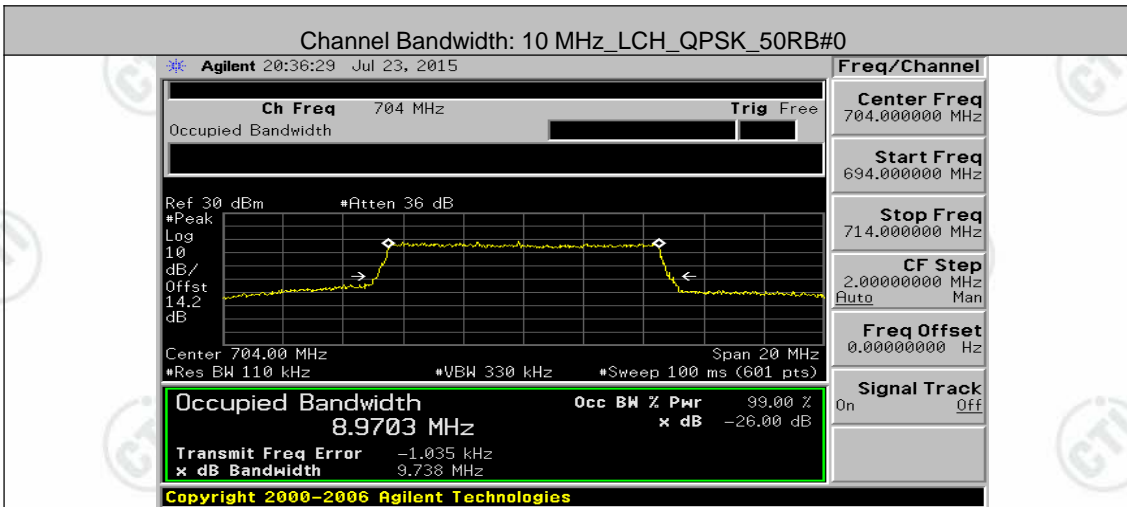 Channel Bandwidth: 10 MHz_LCH_QPSK_50RB#0
Agilent 20:36:29 Jul 23, 2015
Freq/Channel
Ch Freq 704 MHz Trig Free
Occupied Bandwidth
Center Freq
704.000000 MHz
Start Freq
694.000000 MHz
Stop Freq
714.000000 MHz
CF Step
2.00000000 MHz
Auto Man
Freq Offset
0.00000000 Hz
Signal Track
On Off
Ref 30 dBm #Atten 36 dB
#Peak
Log
10
dB/
Offst
14.2
dB
Center 704.00 MHz Span 20 MHz
#Res BW 110 kHz #VBW 330 kHz #Sweep 100 ms (601 pts)
Occupied Bandwidth Occ BW % Pwr 99.00 %
8.9703 MHz x dB -26.00 dB
Transmit Freq Error -1.035 kHz
x dB Bandwidth 9.738 MHz
Copyright 2000-2006 Agilent Technologies
CTI
CTI
CTI
CTI